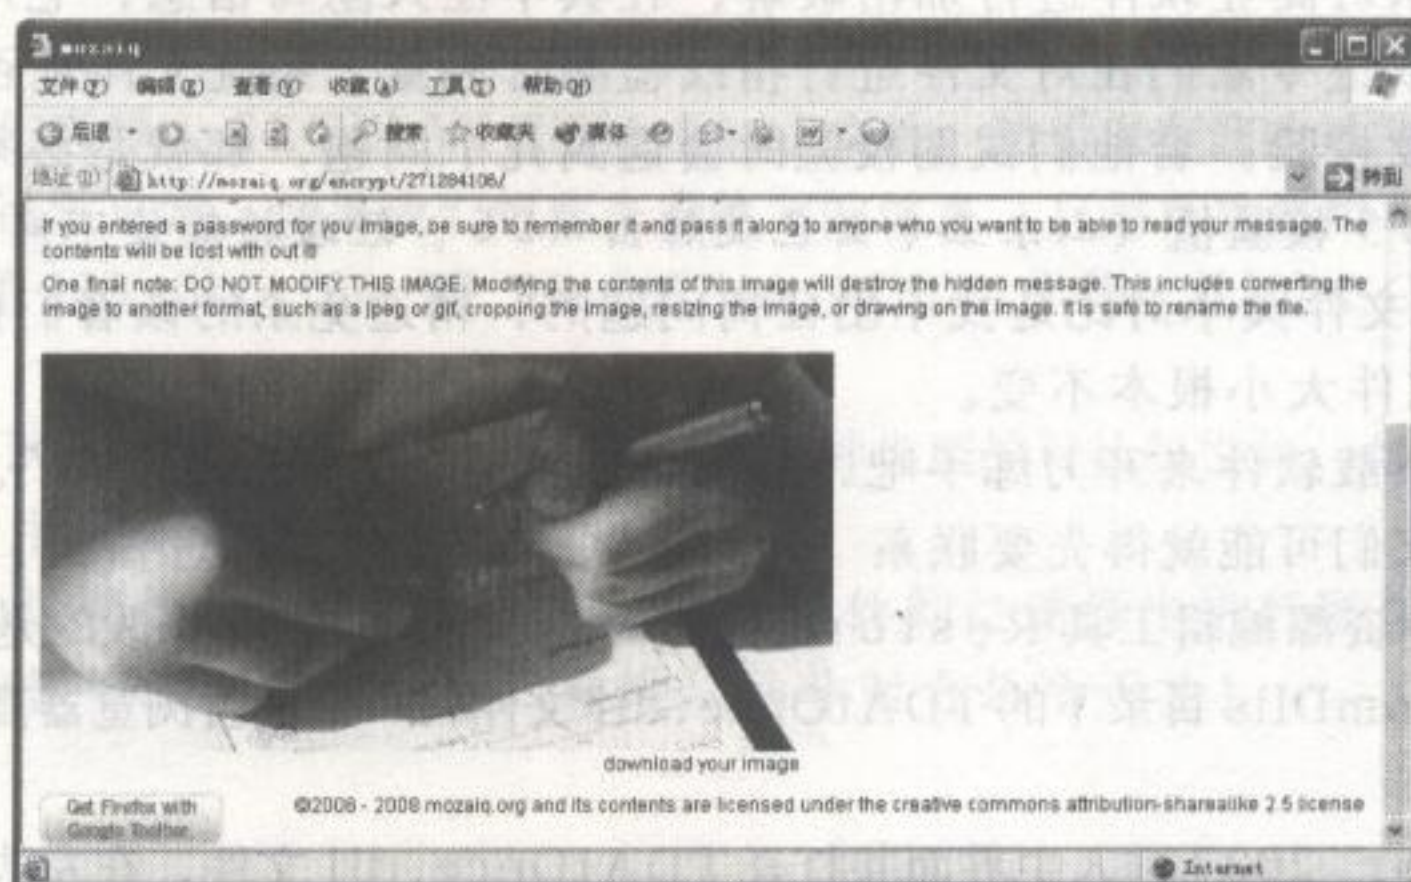 mozaiq
文件(F) 编辑(E) 查看(V) 收藏(A) 工具(T) 帮助(H)
后退 搜索 收藏夹 媒体
地址(D) http://mozaiq.org/encrypt/271284106/ 转到
If you entered a password for you image, be sure to remember it and pass it along to anyone who you want to be able to read your message. The
contents will be lost with out it!
One final note: DO NOT MODIFY THIS IMAGE. Modifying the contents of this image will destroy the hidden message. This includes converting the
image to another format, such as a jpeg or gif, cropping the image, resizing the image, or drawing on the image. It is safe to rename the file.
download your image
Get Firefox with
Google Toolbar
©2006 - 2008 mozaiq.org and its contents are licensed under the creative commons attribution-sharealike 2.5 license
Internet